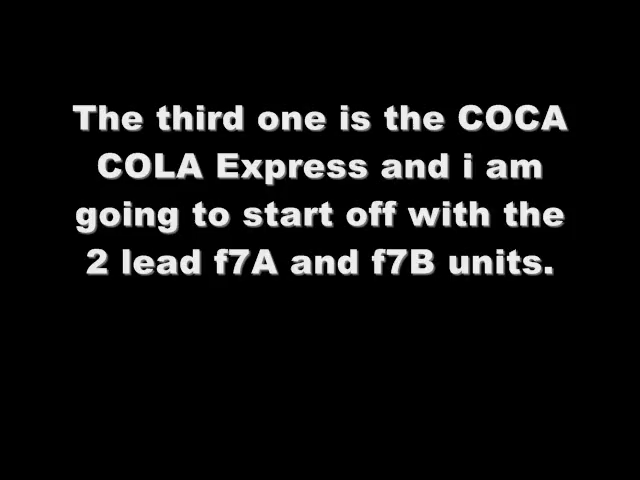 The third one is the COCA
COLA Express and i am
going to start off with the
2 lead f7A and f7B units.